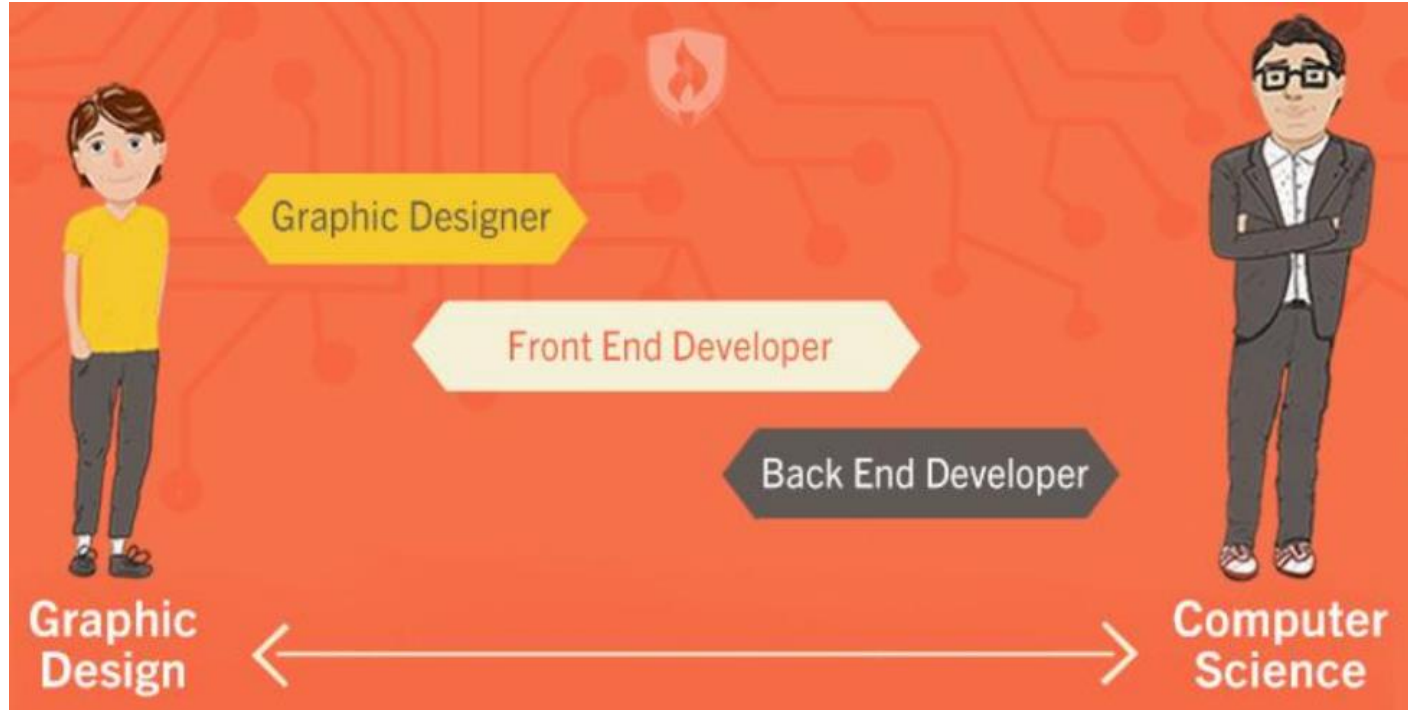 Graphic Designer
Front End Developer
Back End Developer
Graphic
Design
Computer
Science